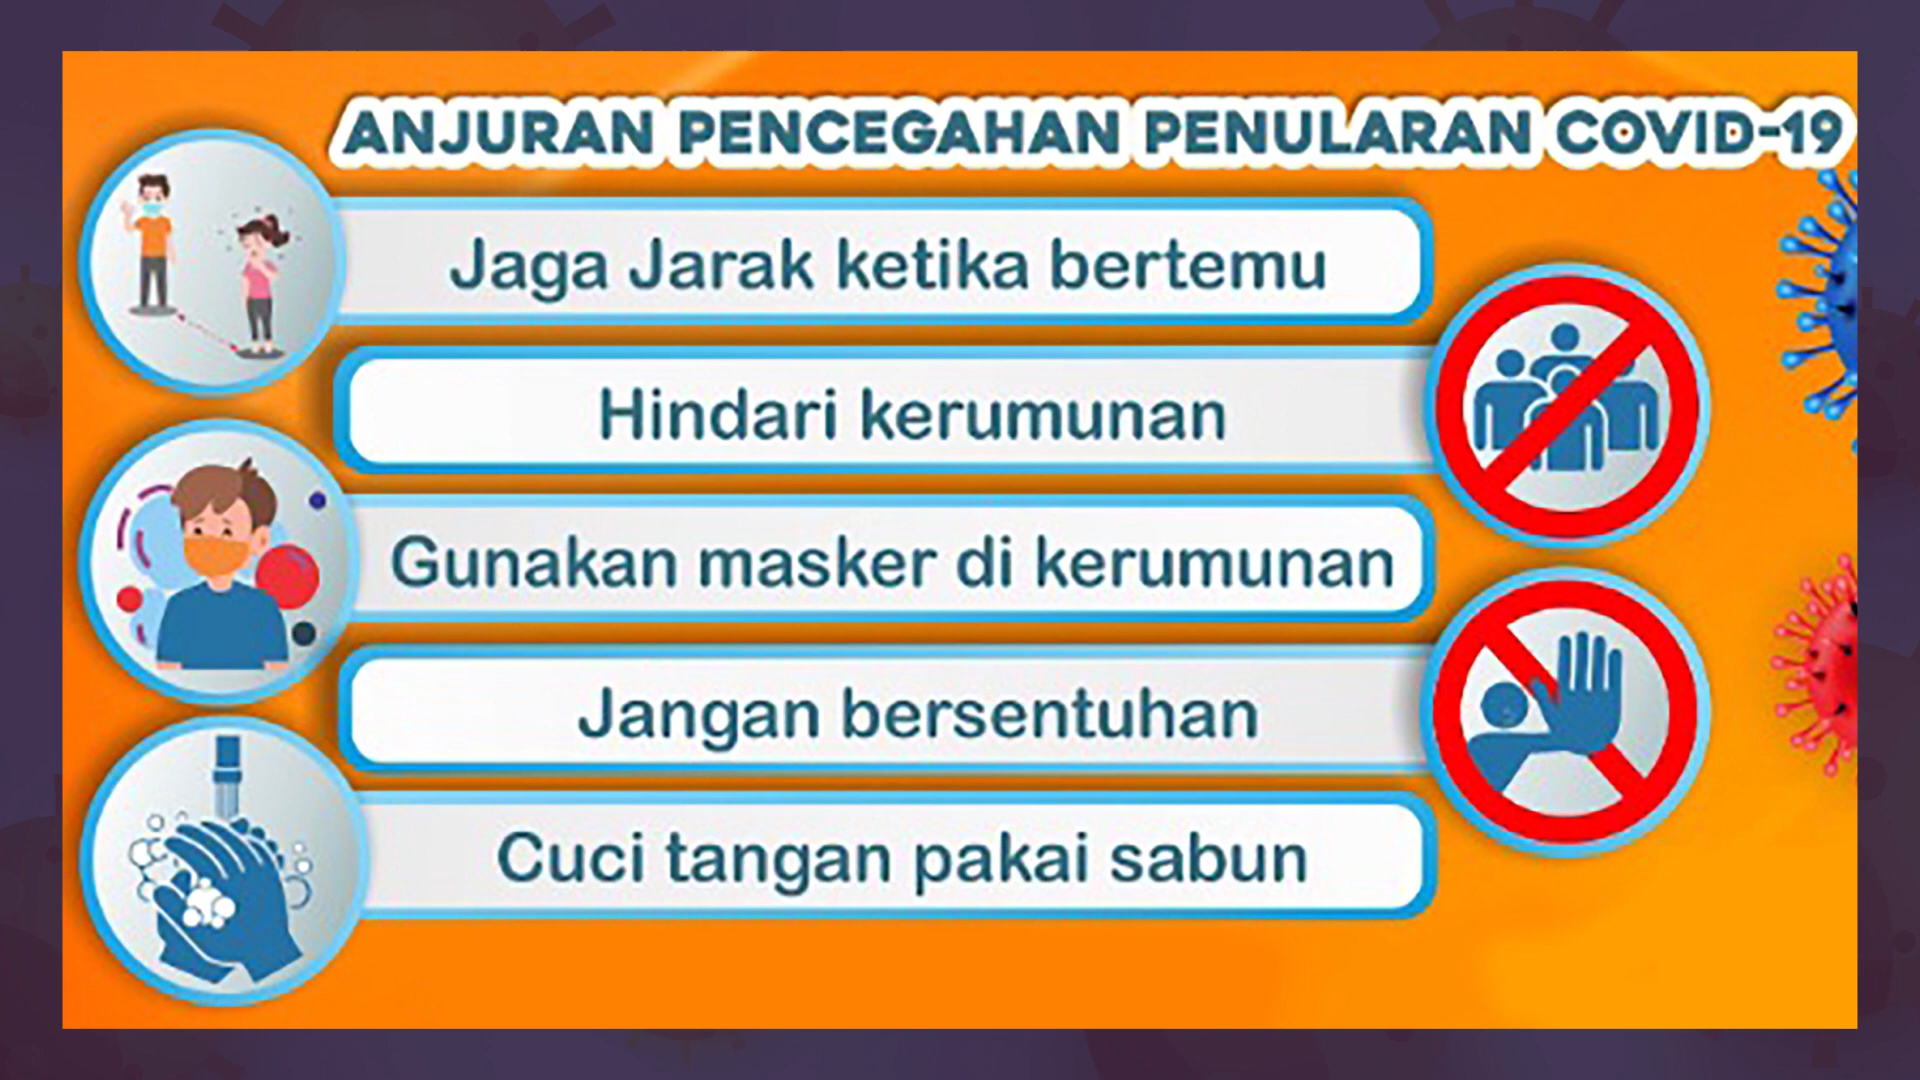 ANJURAN PENCEGAHAN PENULARAN COVID-19
Jaga Jarak ketika bertemu
Hindari kerumunan
Gunakan masker di kerumunan
Jangan bersentuhan
Cuci tangan pakai sabun